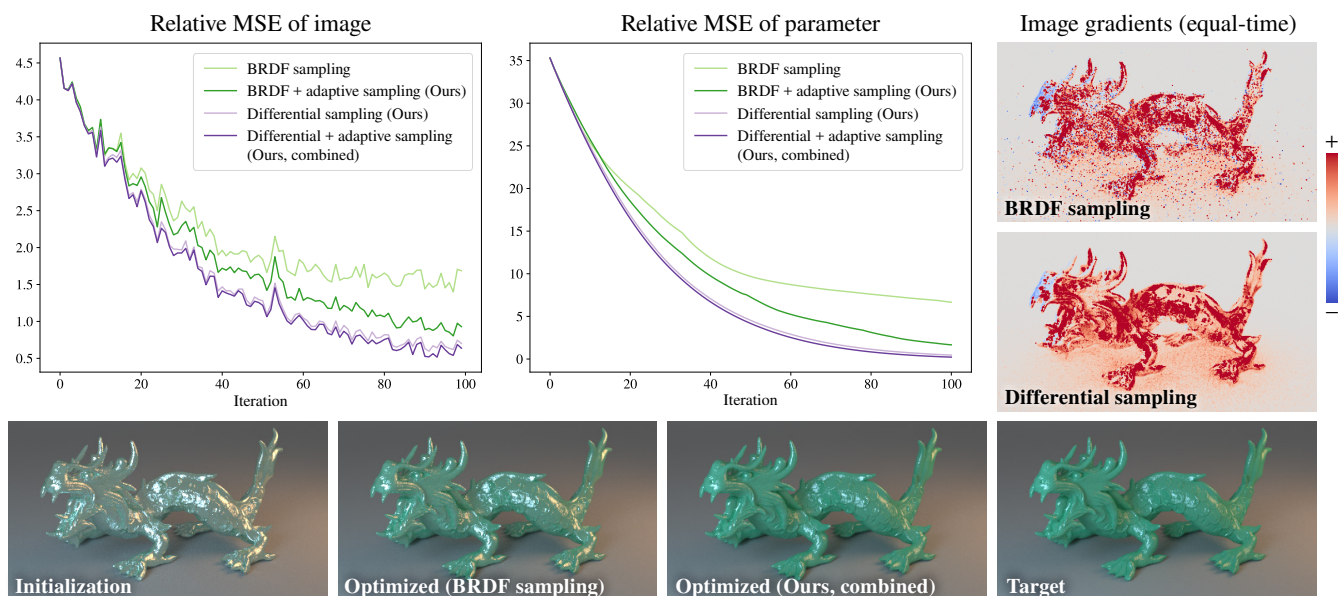 Relative MSE of image
4.5
4.0
3.5
3.0
2.5
2.0
1.5
1.0
0.5
0
20
40
60
80
100
Iteration
BRDF sampling
BRDF + adaptive sampling (Ours)
Differential sampling (Ours)
Differential + adaptive sampling
(Ours, combined)
Relative MSE of parameter
35
30
25
20
15
10
5
0
0
20
40
60
80
100
Iteration
BRDF sampling
BRDF + adaptive sampling (Ours)
Differential sampling (Ours)
Differential + adaptive sampling
(Ours, combined)
Image gradients (equal-time)
BRDF sampling
Differential sampling
+
−
Initialization
Optimized (BRDF sampling)
Optimized (Ours, combined)
Target